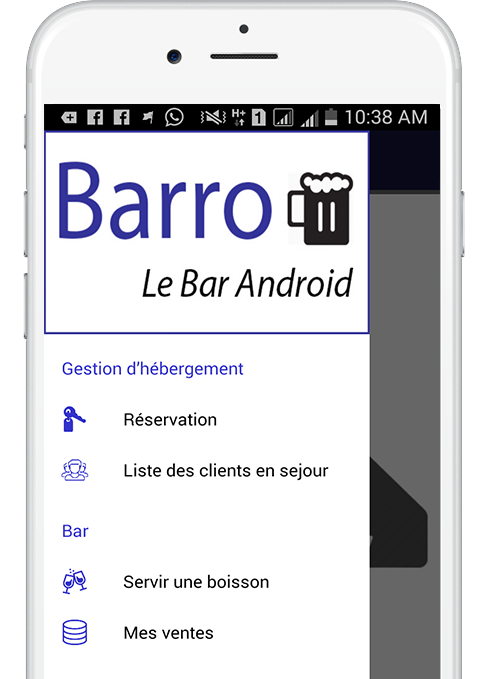 H+ 1 10:38 AM
Barro
Le Bar Android
Gestion d’hébergement
Réservation
Liste des clients en sejour
Bar
Servir une boisson
Mes ventes